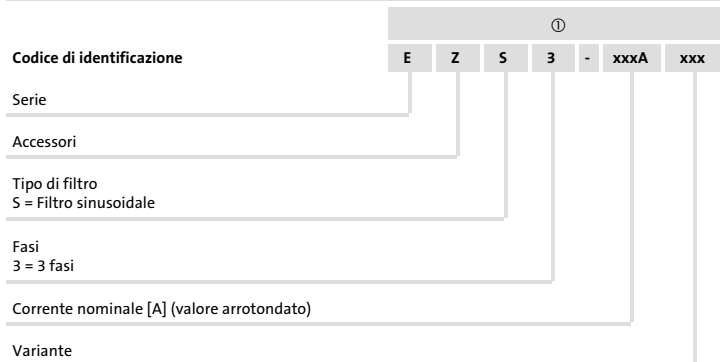 ①
Codice di identificazione E Z S 3 - xxxA xxx
Serie
Accessori
Tipo di filtro
S = Filtro sinusoidale
Fasi
3 = 3 fasi
Corrente nominale [A] (valore arrotondato)
Variante